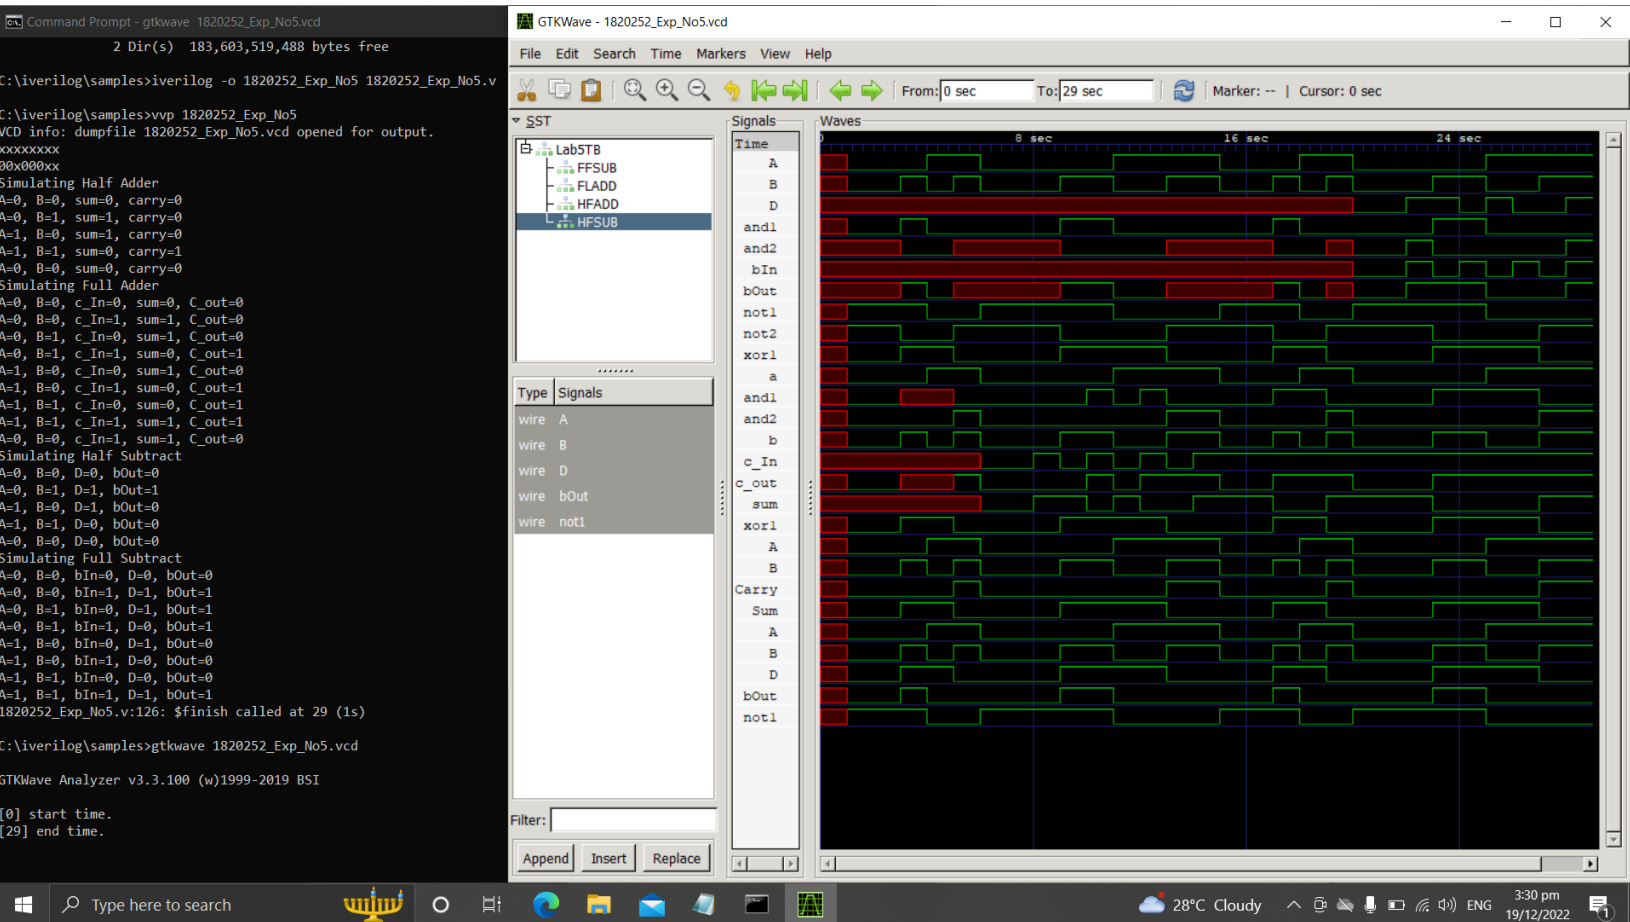 Command Prompt - gtkwave 1820252_Exp_No5.vcd
2 Dir(s) 183,603,519,488 bytes free
C:\iverilog\samples>iverilog -o 1820252_Exp_No5 1820252_Exp_No5.v
C:\iverilog\samples>vvp 1820252_Exp_No5
VCD info: dumpfile 1820252_Exp_No5.vcd opened for output.
xxxxxxxx
00x000xx
Simulating Half Adder
A=0, B=0, sum=0, carry=0
A=0, B=1, sum=1, carry=0
A=1, B=0, sum=1, carry=0
A=1, B=1, sum=0, carry=1
A=0, B=0, sum=0, carry=0
Simulating Full Adder
A=0, B=0, c_In=0, sum=0, C_out=0
A=0, B=0, c_In=1, sum=1, C_out=0
A=0, B=1, c_In=0, sum=1, C_out=0
A=0, B=1, c_In=1, sum=0, C_out=1
A=1, B=0, c_In=0, sum=1, C_out=0
A=1, B=0, c_In=1, sum=0, C_out=1
A=1, B=1, c_In=0, sum=0, C_out=1
A=1, B=1, c_In=1, sum=1, C_out=1
A=0, B=0, c_In=1, sum=1, C_out=0
Simulating Half Subtract
A=0, B=0, D=0, bOut=0
A=0, B=1, D=1, bOut=1
A=1, B=0, D=1, bOut=0
A=1, B=1, D=0, bOut=0
A=0, B=0, D=0, bOut=0
Simulating Full Subtract
A=0, B=0, bIn=0, D=0, bOut=0
A=0, B=0, bIn=1, D=1, bOut=1
A=0, B=1, bIn=0, D=1, bOut=1
A=0, B=1, bIn=1, D=0, bOut=1
A=1, B=0, bIn=0, D=1, bOut=0
A=1, B=0, bIn=1, D=0, bOut=0
A=1, B=1, bIn=0, D=0, bOut=0
A=1, B=1, bIn=1, D=1, bOut=1
1820252_Exp_No5.v:126: $finish called at 29 (1s)
C:\iverilog\samples>gtkwave 1820252_Exp_No5.vcd
GTKWave Analyzer v3.3.100 (w)1999-2019 BSI
[0] start time.
[29] end time.
GTKWave - 1820252_Exp_No5.vcd
File Edit Search Time Markers View Help
From: 0 sec To: 29 sec Marker: -- | Cursor: 0 sec
SST
Lab5TB
FFSUB
FLADD
HFADD
HFSUB
Type Signals
wire A
wire B
wire D
wire bOut
wire not1
Filter:
Append Insert Replace
Signals
Time
A
B
D
and1
and2
bIn
bOut
not1
not2
xor1
a
and1
and2
b
c_In
c_out
sum
xor1
A
B
Carry
Sum
A
B
D
bOut
not1
Waves
0 8 sec 16 sec 24 sec
Type here to search
28°C Cloudy
ENG
3:30 pm
19/12/2022
1